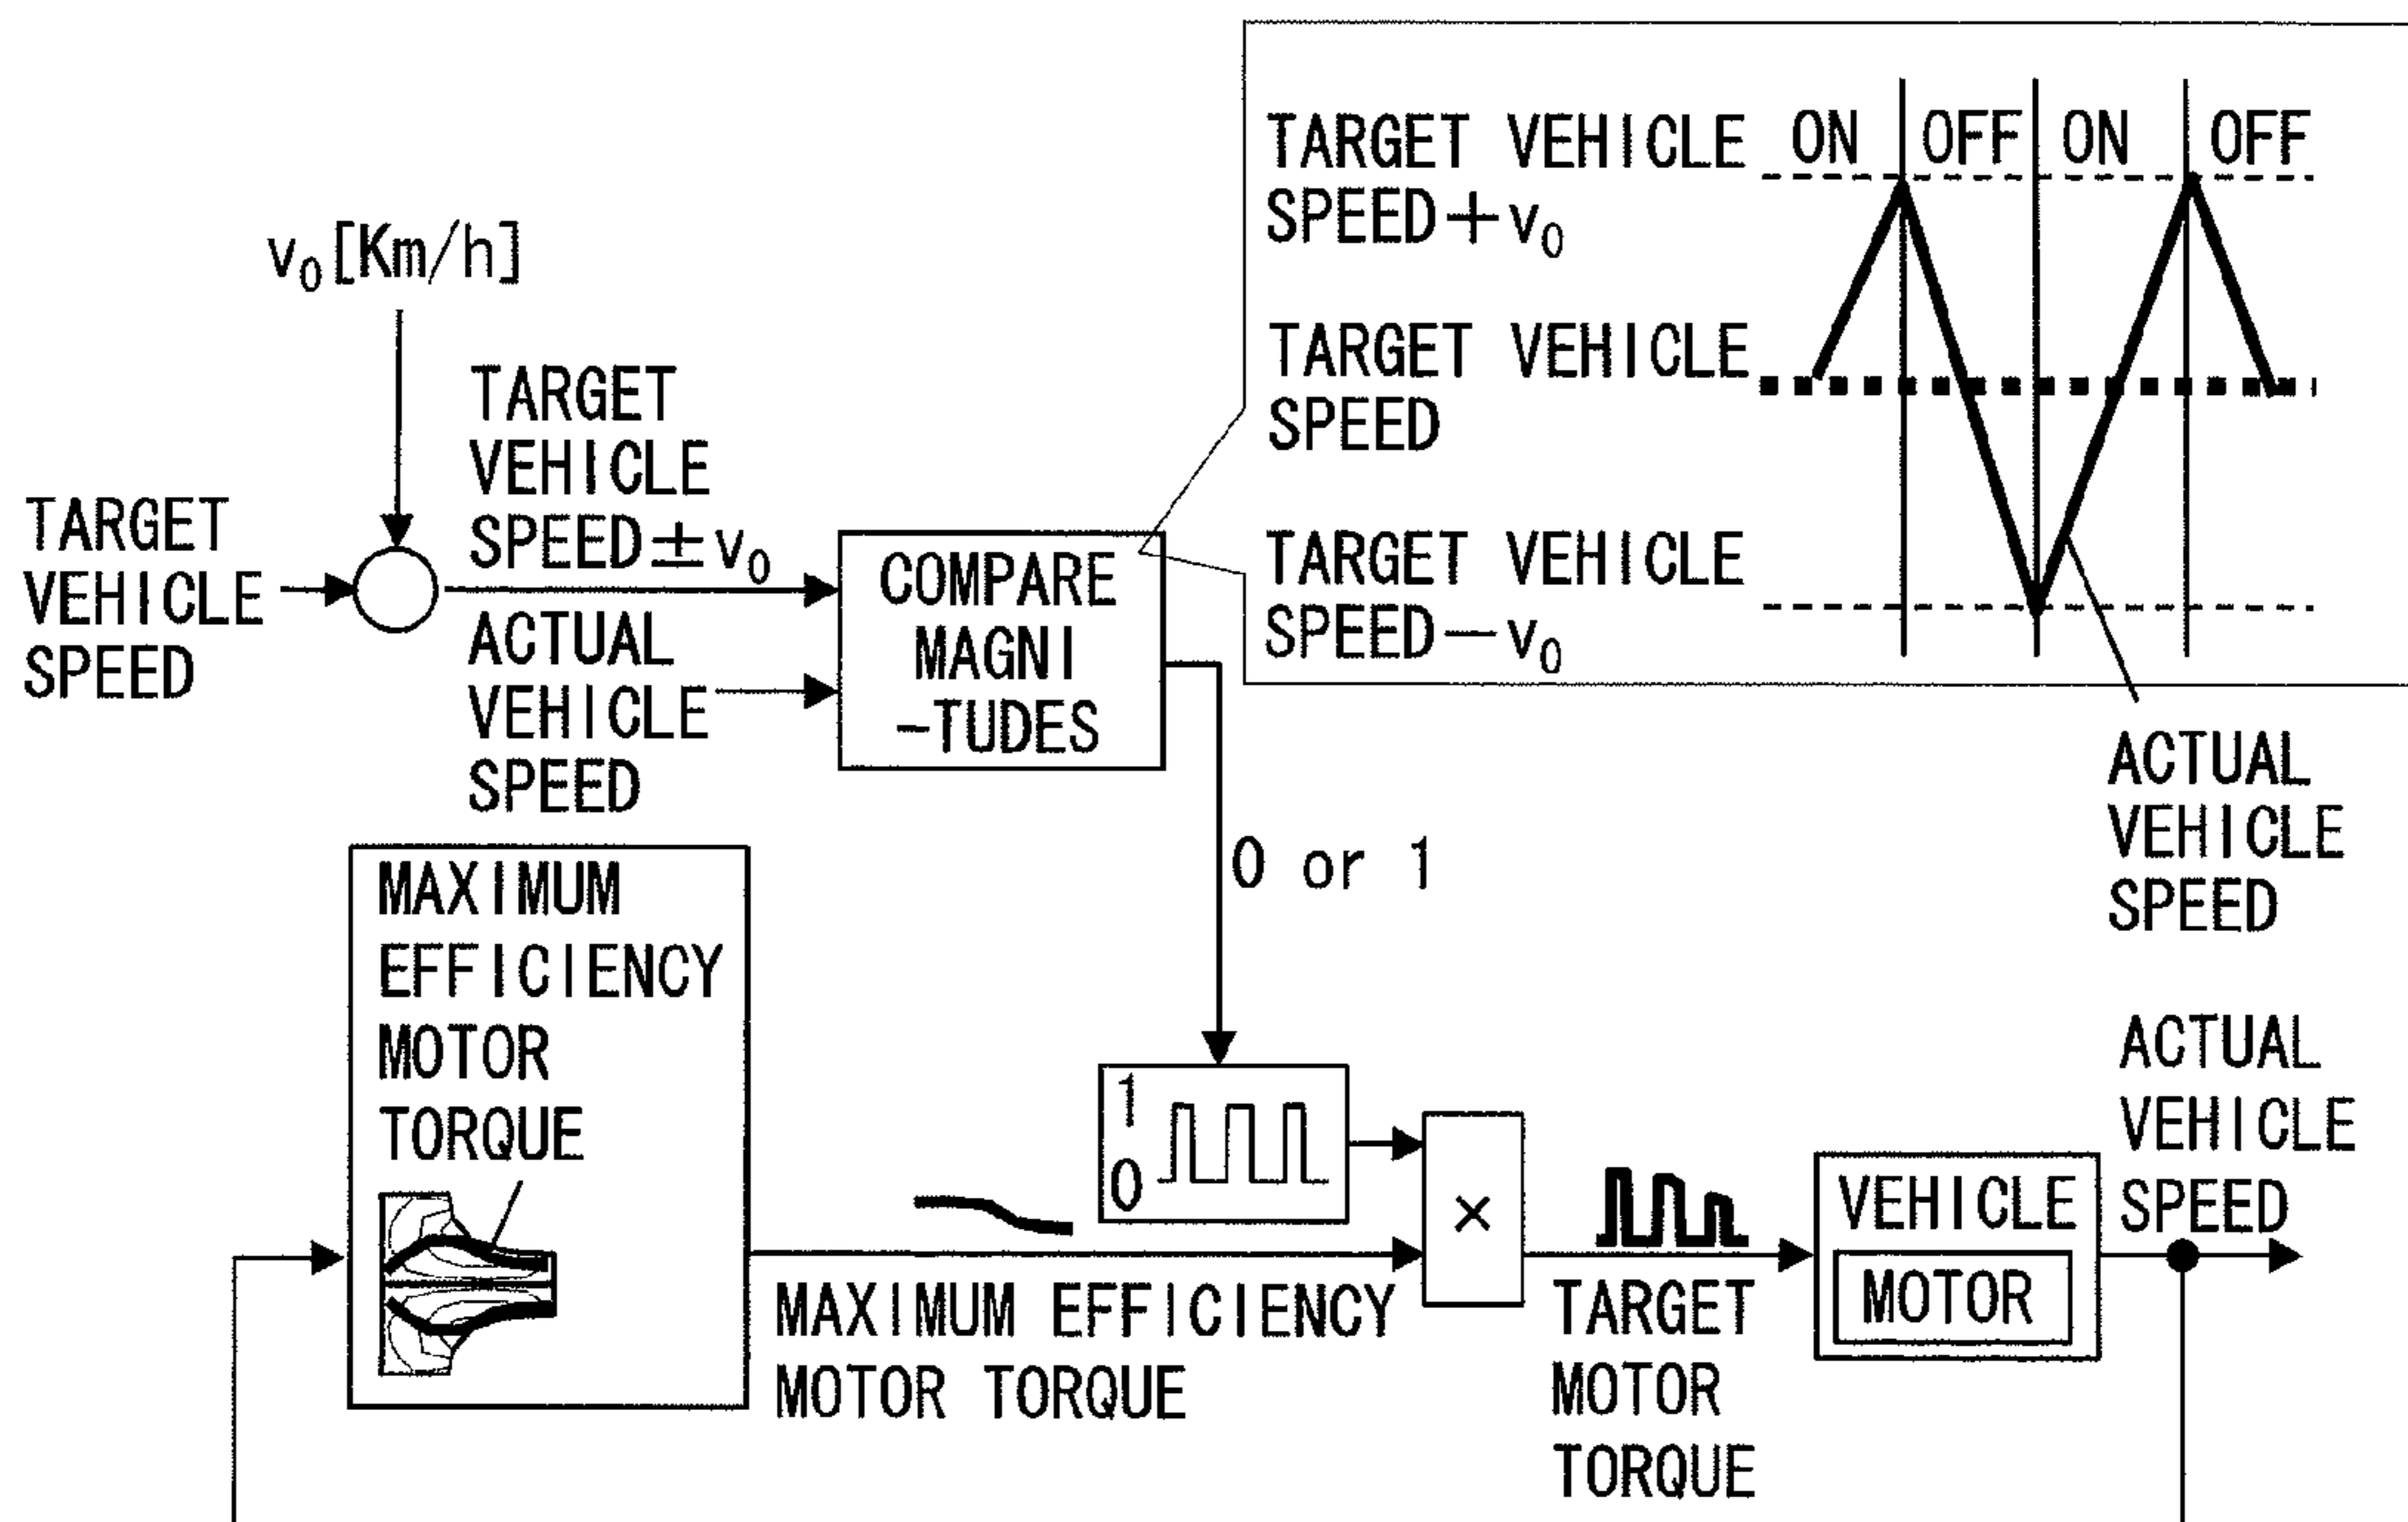 v₀[Km/h]
TARGET
VEHICLE
SPEED
TARGET
VEHICLE
SPEED±v₀
ACTUAL
VEHICLE
SPEED
COMPARE
MAGNI
-TUDES
TARGET VEHICLE
SPEED+v₀
TARGET VEHICLE
SPEED
TARGET VEHICLE
SPEED−v₀
ON OFF ON OFF
ACTUAL
VEHICLE
SPEED
0 or 1
MAXIMUM
EFFICIENCY
MOTOR
TORQUE
1
0
×
MAXIMUM EFFICIENCY
MOTOR TORQUE
TARGET
MOTOR
TORQUE
VEHICLE
MOTOR
ACTUAL
VEHICLE
SPEED